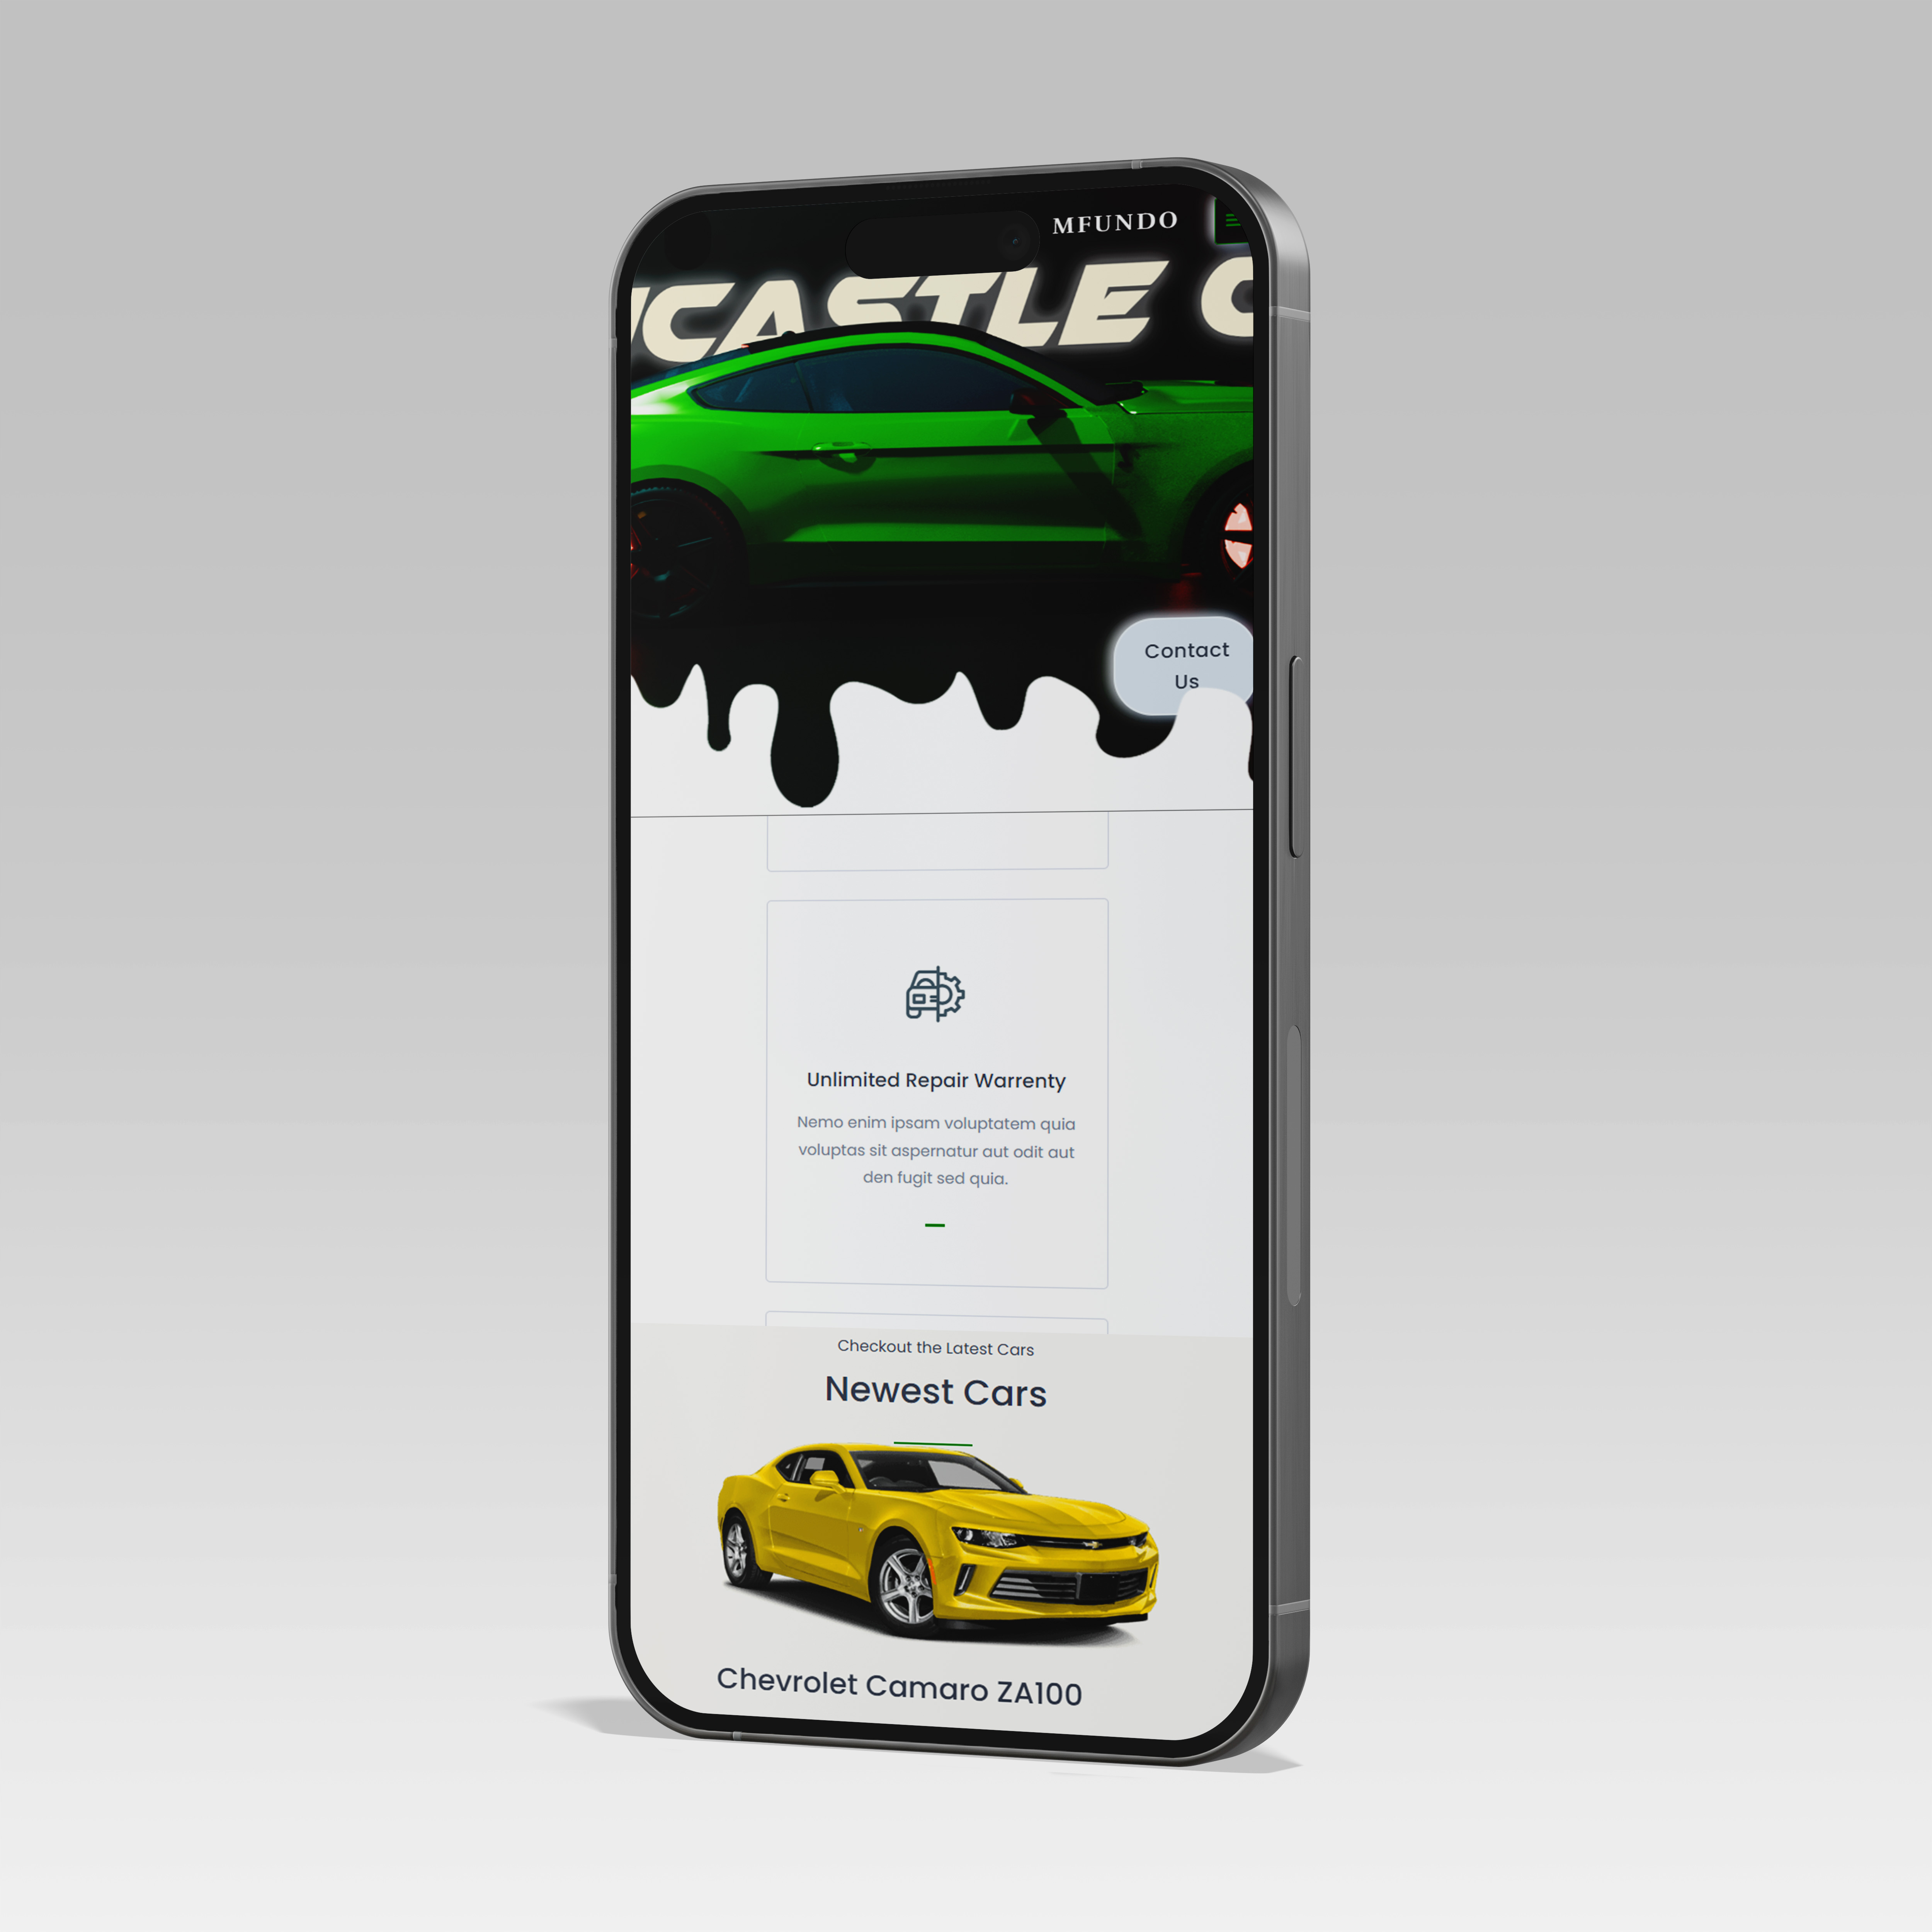 MFUNDO
CASTLE C
Contact
Us
Unlimited Repair Warrenty
Nemo enim ipsam voluptatem quia
voluptas sit aspernatur aut odit aut
den fugit sed quia.
Checkout the Latest Cars
Newest Cars
Chevrolet Camaro ZA100